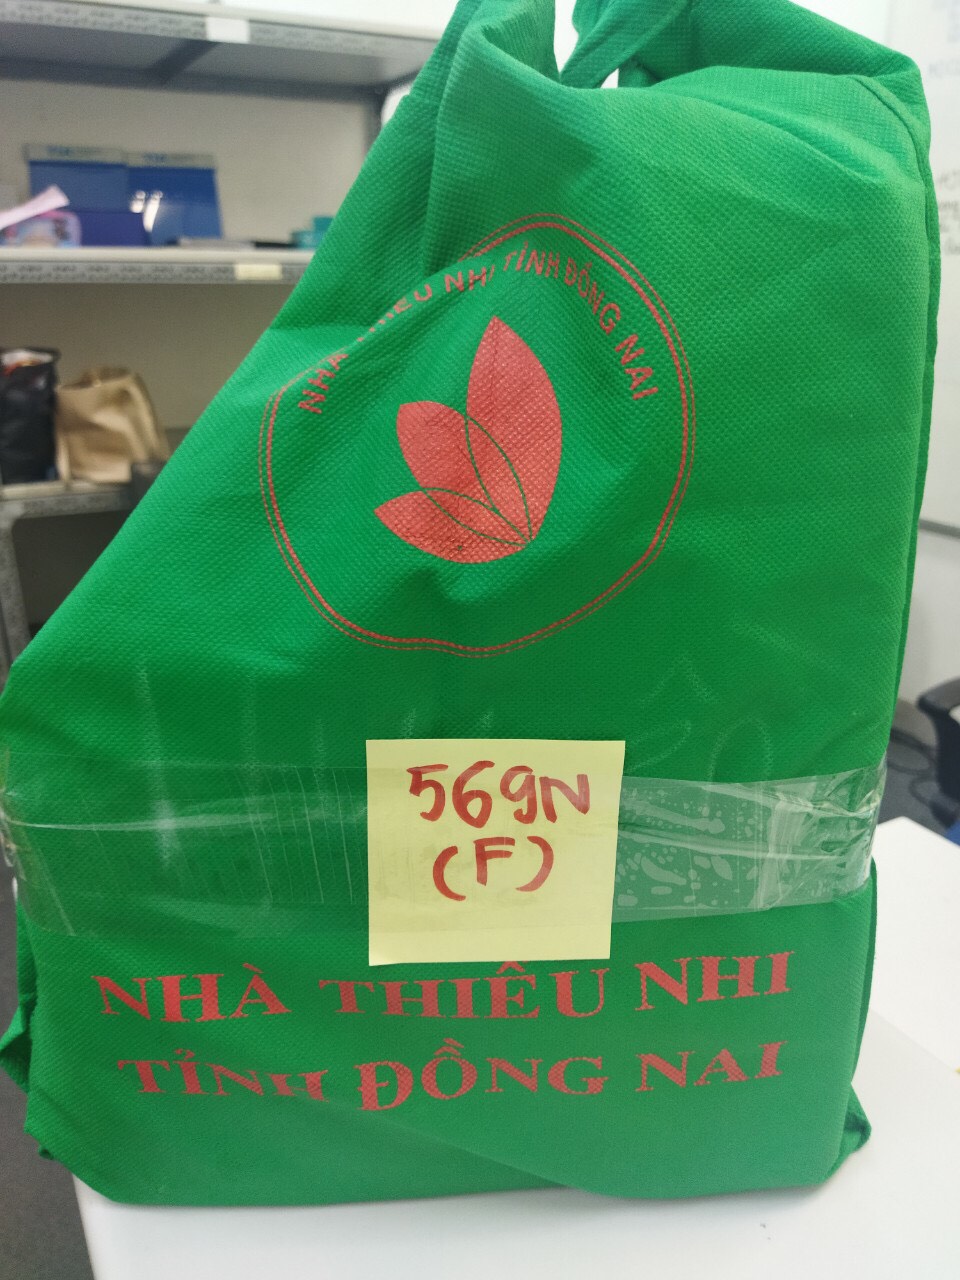 NHÀ THIẾU NHI TỈNH ĐỒNG NAI
569N
(F)
NHÀ THIẾU NHI
TỈNH ĐỒNG NAI